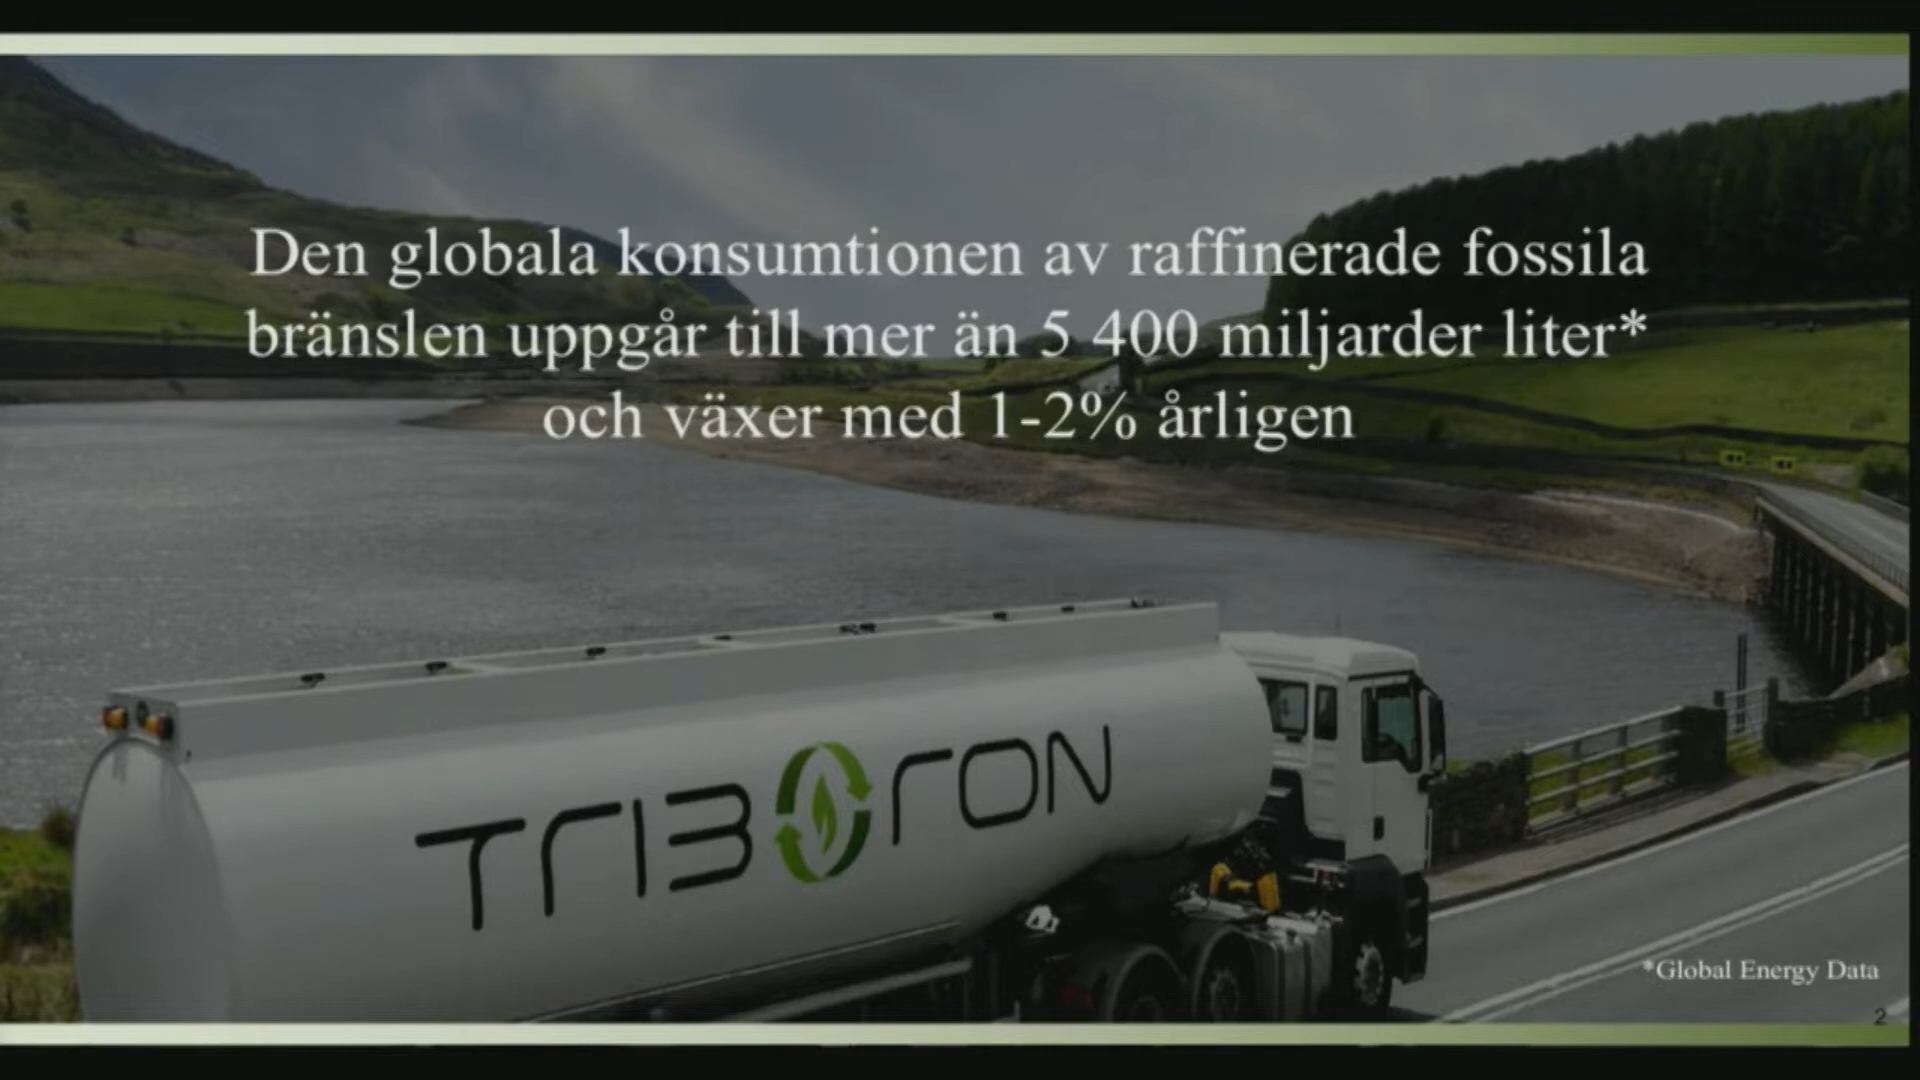 Den globala konsumtionen av raffinerade fossila
bränslen uppgår till mer än 5 400 miljarder liter*
och växer med 1-2% årligen
TRIBORON
*Global Energy Data
2